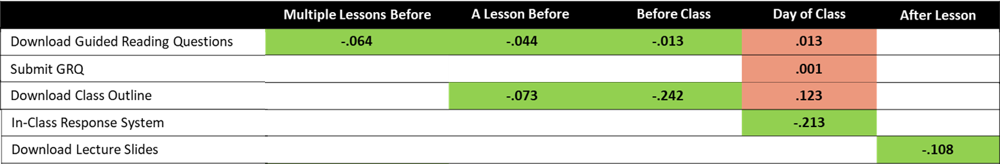 Multiple Lessons Before A Lesson Before Before Class Day of Class After Lesson
Download Guided Reading Questions -.064 -.044 -.013 .013
Submit GRQ .001
Download Class Outline -.073 -.242 .123
In-Class Response System -.213
Download Lecture Slides -.108